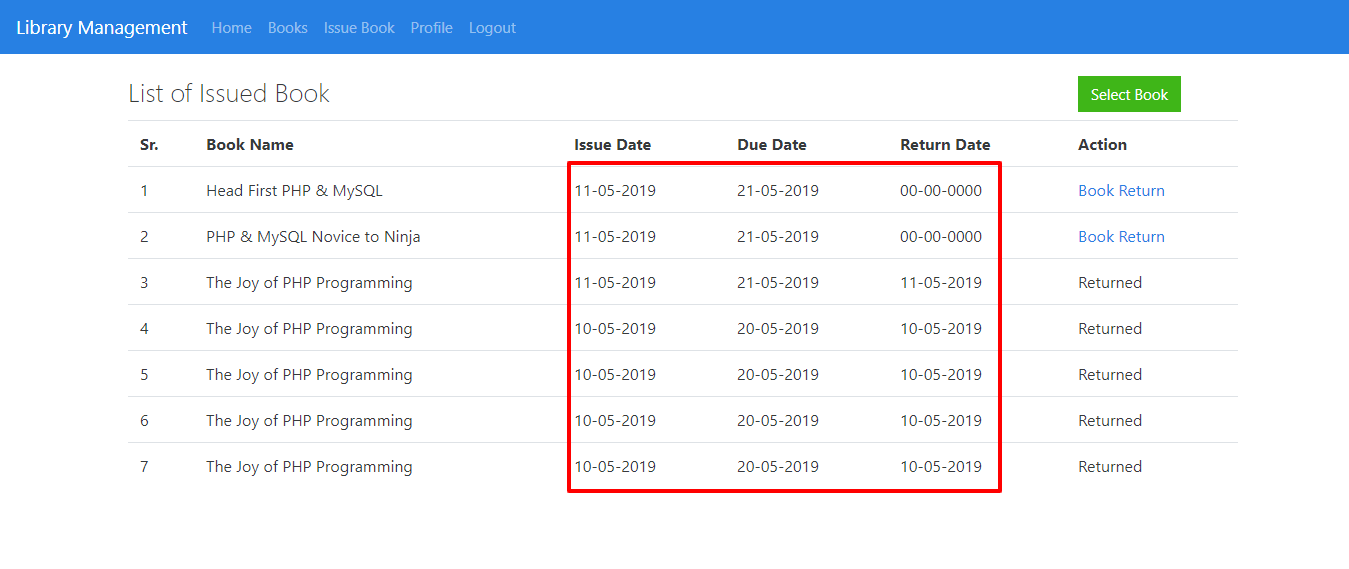 Library Management Home Books Issue Book Profile Logout
List of Issued Book Select Book
Sr. Book Name Issue Date Due Date Return Date Action
1 Head First PHP & MySQL 11-05-2019 21-05-2019 00-00-0000 Book Return
2 PHP & MySQL Novice to Ninja 11-05-2019 21-05-2019 00-00-0000 Book Return
3 The Joy of PHP Programming 11-05-2019 21-05-2019 11-05-2019 Returned
4 The Joy of PHP Programming 10-05-2019 20-05-2019 10-05-2019 Returned
5 The Joy of PHP Programming 10-05-2019 20-05-2019 10-05-2019 Returned
6 The Joy of PHP Programming 10-05-2019 20-05-2019 10-05-2019 Returned
7 The Joy of PHP Programming 10-05-2019 20-05-2019 10-05-2019 Returned